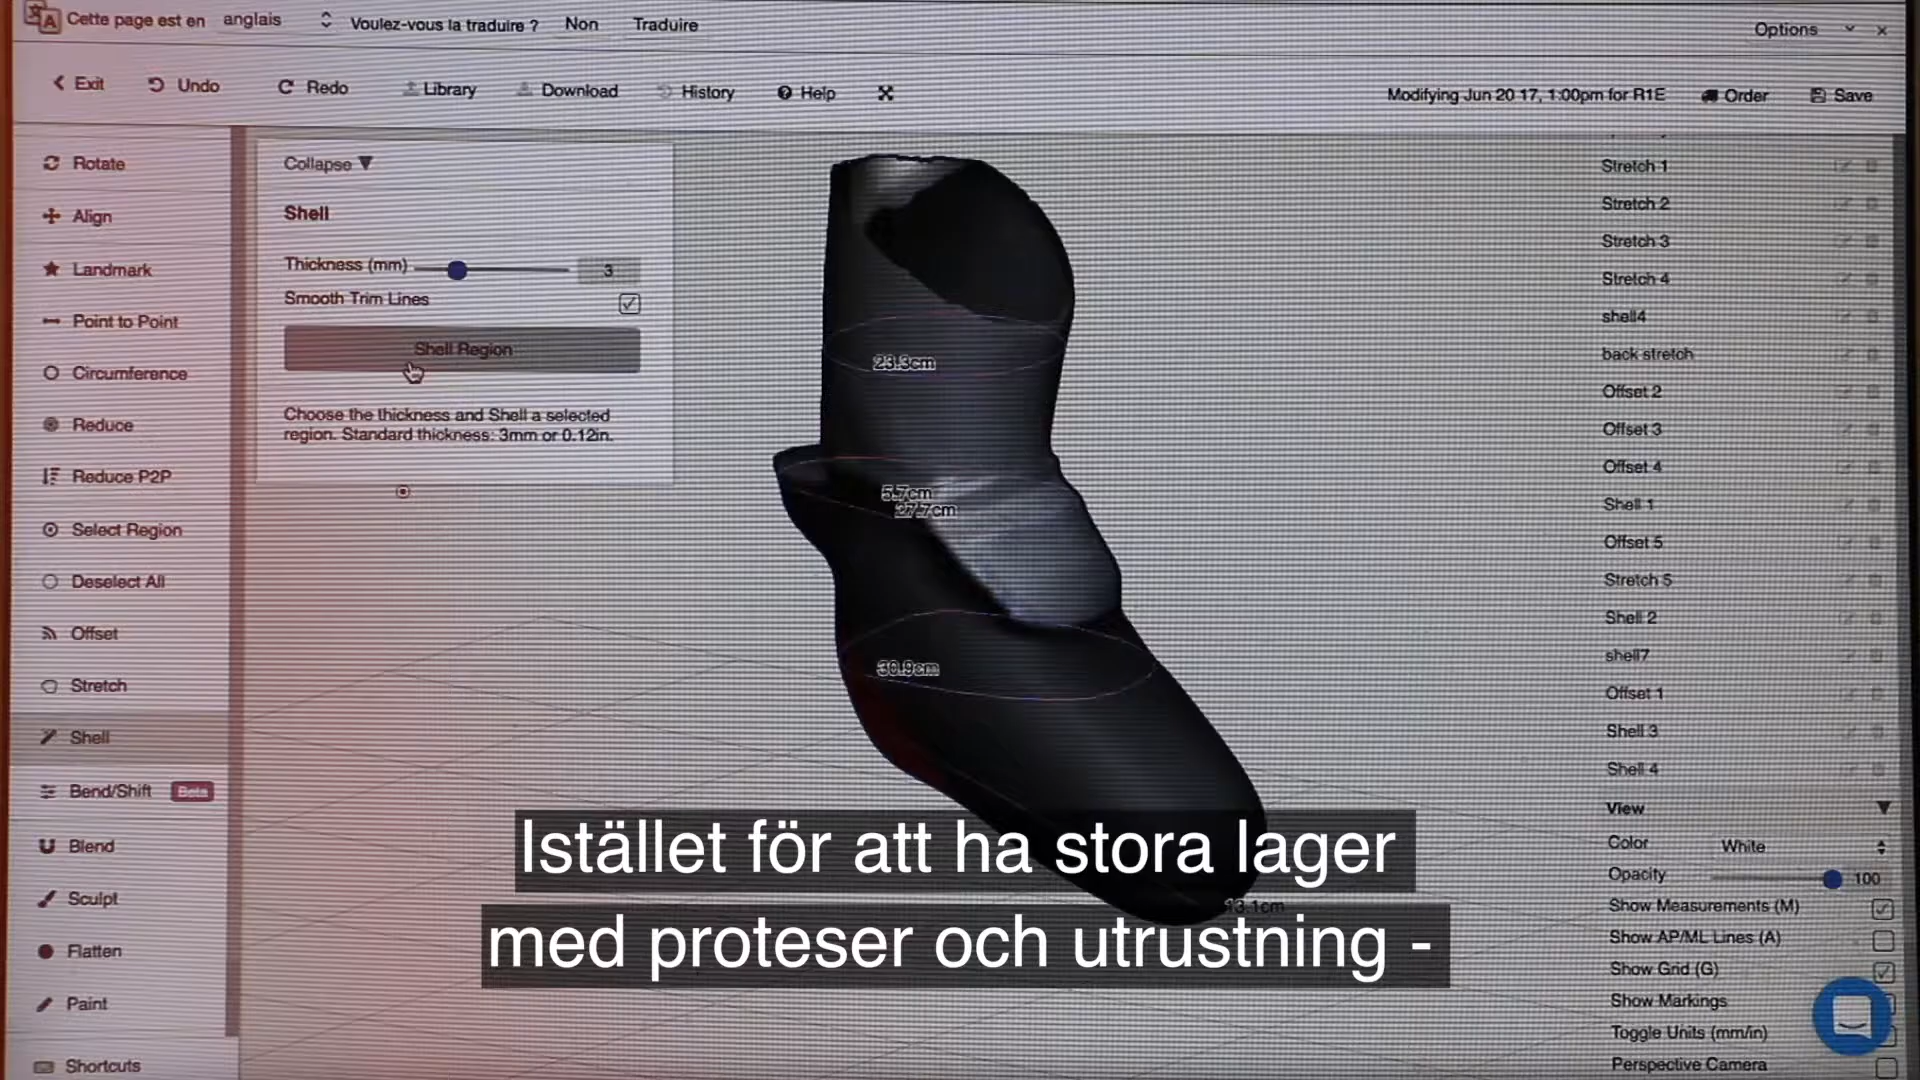 Cette page est en anglais Voulez-vous la traduire ? Non Traduire Options
Exit Undo Redo Library Download History Help Modifying Jun 20 17, 1:00pm for R1E Order Save
Rotate
Align
Landmark
Point to Point
Circumference
Reduce
Reduce P2P
Select Region
Deselect All
Offset
Stretch
Shell
Bend/Shift Beta
Blend
Sculpt
Flatten
Paint
Shortcuts
Collapse
Shell
Thickness (mm) 3
Smooth Trim Lines
Shell Region
Choose the thickness and Shell a selected
region. Standard thickness: 3mm or 0.12in.
23.3cm
5.7cm
27.7cm
30.9cm
13.1cm
Stretch 1
Stretch 2
Stretch 3
Stretch 4
shell4
back stretch
Offset 2
Offset 3
Offset 4
Shell 1
Offset 5
Stretch 5
Shell 2
shell7
Offset 1
Shell 3
Shell 4
View
Color White
Opacity 100
Show Measurements (M)
Show AP/ML Lines (A)
Show Grid (G)
Show Markings
Toggle Units (mm/in)
Perspective Camera
Istället för att ha stora lager
med proteser och utrustning -